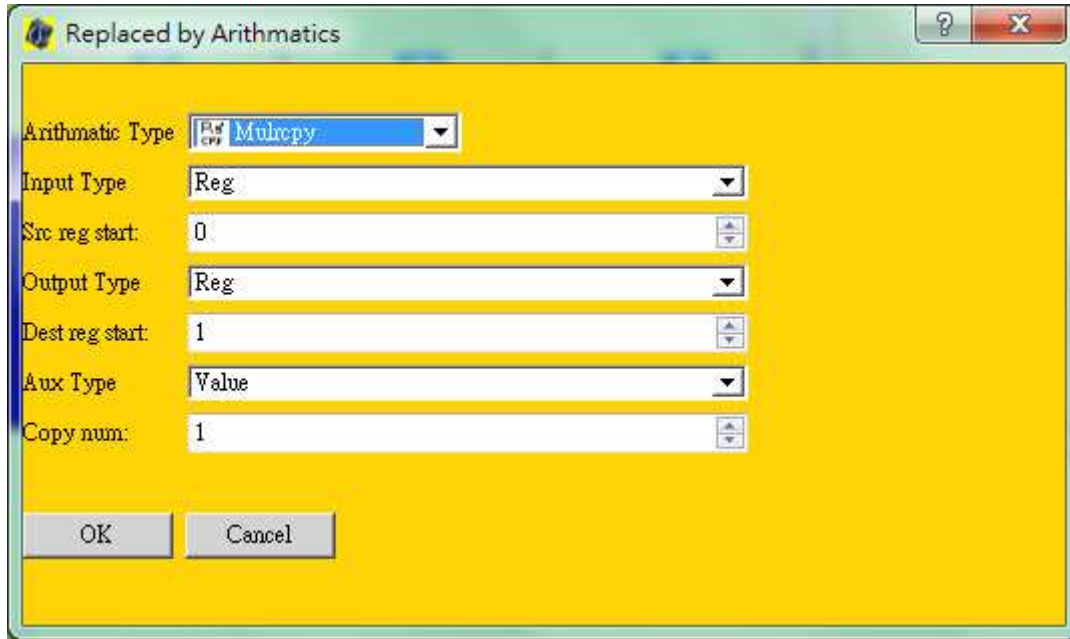 Replaced by Arithmatics
Arithmatic Type Mulrcpy
Input Type Reg
Src reg start: 0
Output Type Reg
Dest reg start: 1
Aux Type Value
Copy num: 1
OK Cancel